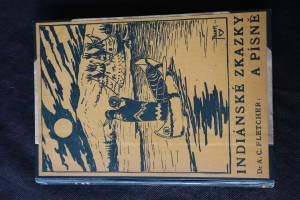 INDIÁNSKÉ ZKAZKY
A PÍSNĚ
Dr A. C. FLETCHER: